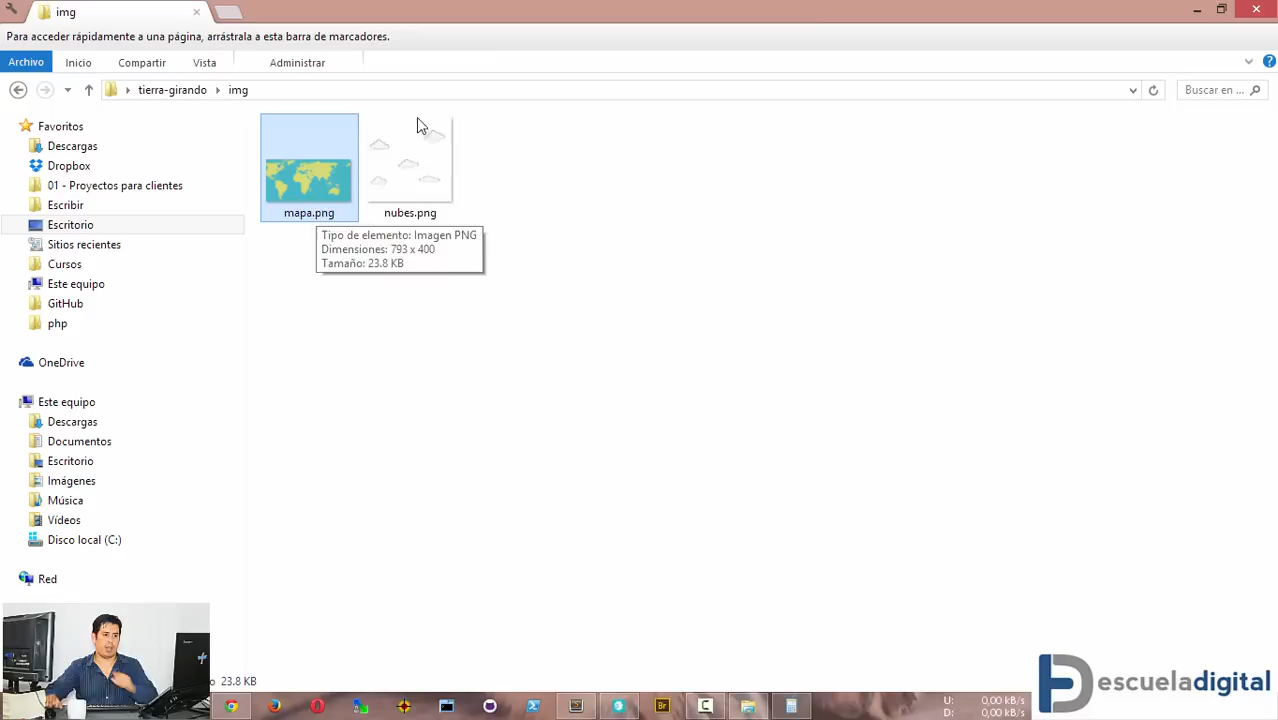 img
Para acceder rápidamente a una página, arrástrala a esta barra de marcadores.
Archivo Inicio Compartir Vista Administrar
tierra-girando img
Buscar en ...
Favoritos
Descargas
Dropbox
01 - Proyectos para clientes
Escribir
Escritorio
Sitios recientes
Cursos
Este equipo
GitHub
php
OneDrive
Este equipo
Descargas
Documentos
Escritorio
Imágenes
Música
Vídeos
Disco local (C:)
Red
mapa.png
nubes.png
Tipo de elemento: Imagen PNG
Dimensiones: 793 x 400
Tamaño: 23.8 KB
o 23.8 KB
escueladigital
Br
U: 0,00 kB/s
D: 0,00 kB/s